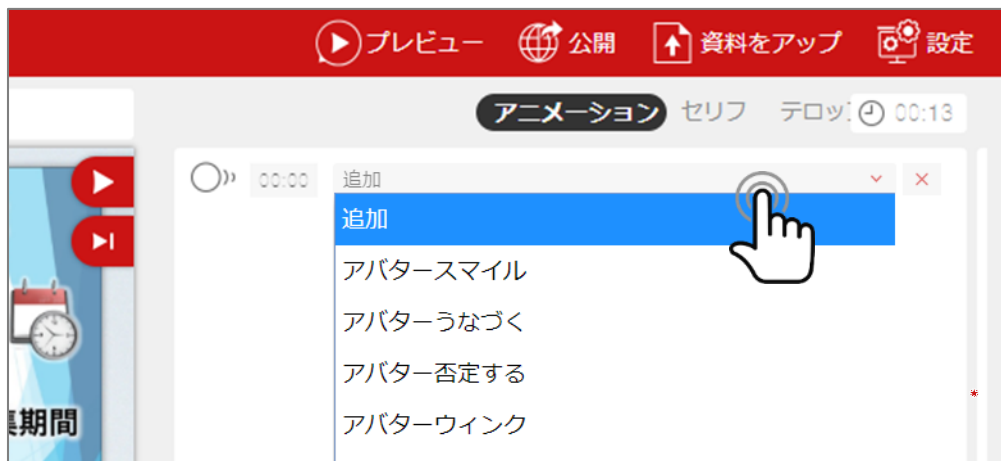 プレビュー 公開 資料をアップ 設定
アニメーション セリフ テロッ 00:13
00:00 追加
追加
アバタースマイル
アバターうなづく
アバター否定する
アバターウィンク
期間